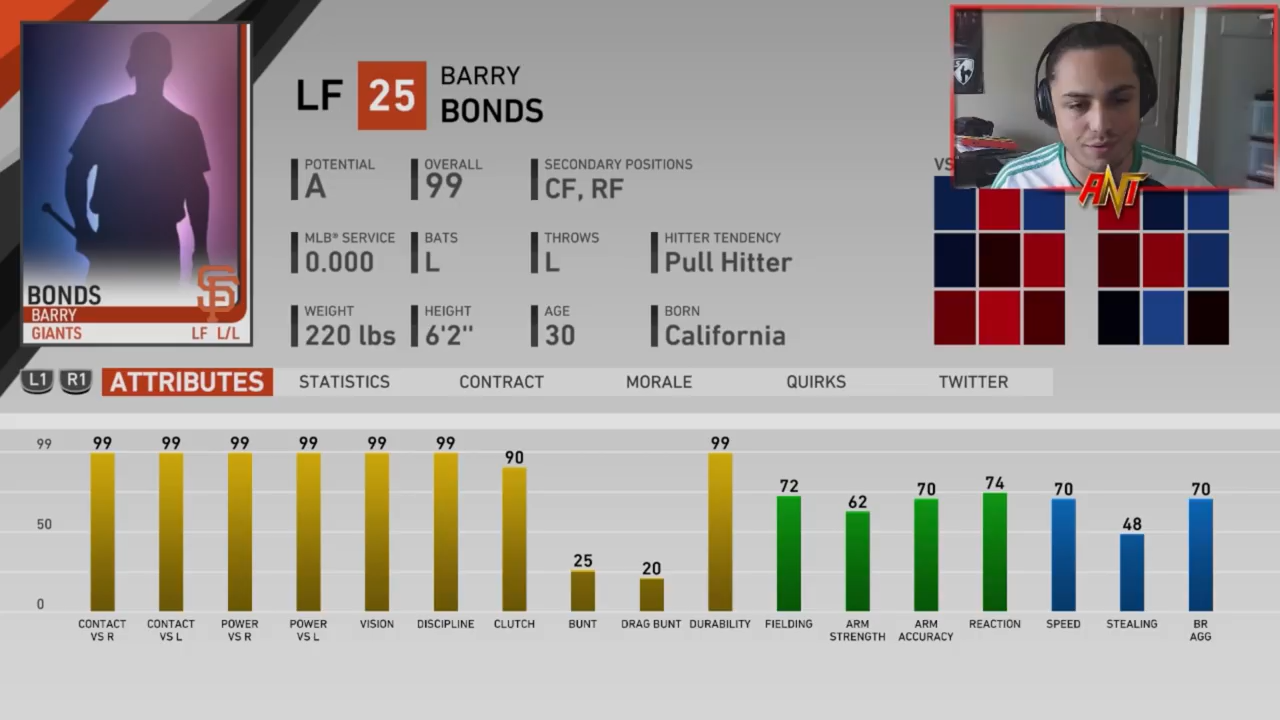 LF 25 BARRY
BONDS
POTENTIAL
A
OVERALL
99
SECONDARY POSITIONS
CF, RF
VS
ANT
MLB® SERVICE
0.000
BATS
L
THROWS
L
HITTER TENDENCY
Pull Hitter
WEIGHT
220 lbs
HEIGHT
6'2"
AGE
30
BORN
California
SF
BONDS
BARRY
GIANTS LF L/L
L1 R1 ATTRIBUTES STATISTICS CONTRACT MORALE QUIRKS TWITTER
99
50
0
99 99 99 99 99 99 90 25 20 99 72 62 70 74 70 48 70
CONTACT VS R
CONTACT VS L
POWER VS R
POWER VS L
VISION
DISCIPLINE
CLUTCH
BUNT
DRAG BUNT
DURABILITY
FIELDING
ARM STRENGTH
ARM ACCURACY
REACTION
SPEED
STEALING
BR AGG